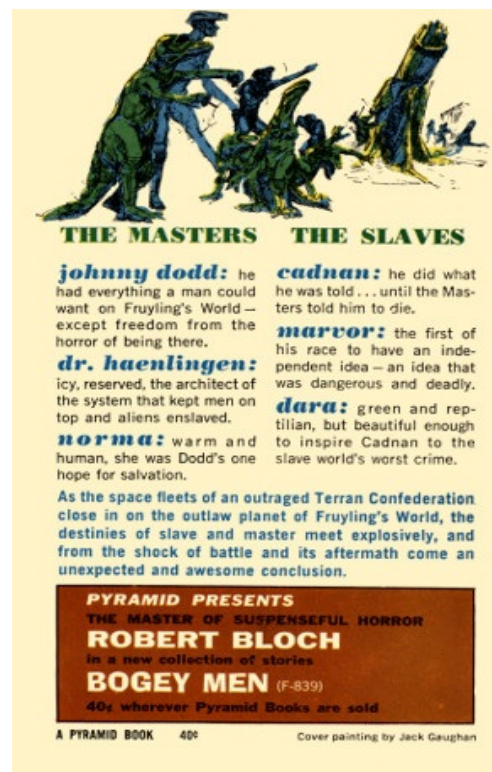 THE MASTERS
johnny dodd: he
had everything a man could
want on Fruyling's World —
except freedom from the
horror of being there.
dr. haenlingen:
icy, reserved, the architect of
the system that kept men on
top and aliens enslaved.
norma: warm and
human, she was Dodd's one
hope for salvation.
THE SLAVES
cadnan: he did what
he was told . . . until the Mas-
ters told him to die.
marvor: the first of
his race to have an inde-
pendent idea — an idea that
was dangerous and deadly.
dara: green and rep-
tilian, but beautiful enough
to inspire Cadnan to the
slave world's worst crime.
As the space fleets of an outraged Terran Confederation
close in on the outlaw planet of Fruyling's World, the
destinies of slave and master meet explosively, and
from the shock of battle and its aftermath come an
unexpected and awesome conclusion.
PYRAMID PRESENTS
THE MASTER OF SUSPENSEFUL HORROR
ROBERT BLOCH
in a new collection of stories
BOGEY MEN (F-839)
40¢ wherever Pyramid Books are sold
A PYRAMID BOOK 40¢
Cover painting by Jack Gaughan